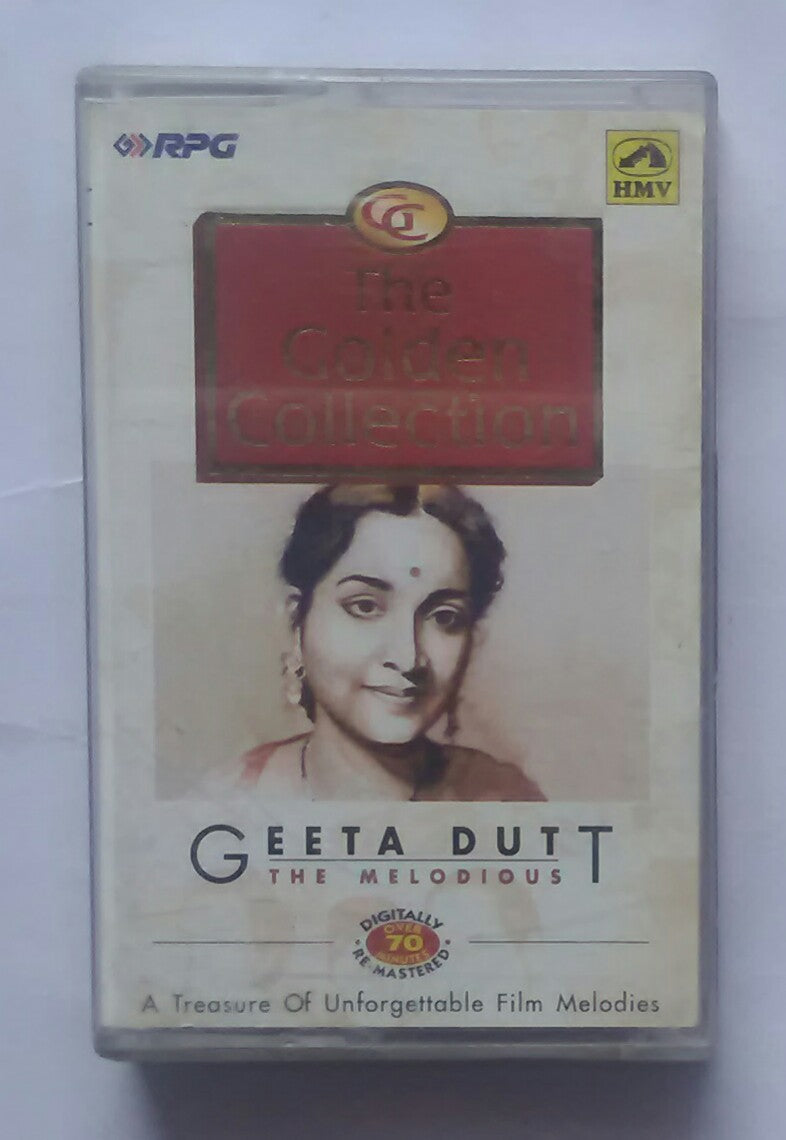 RPG
HMV
GC
The
Golden
Collection
GEETA DUTT
THE MELODIOUS
DIGITALLY
OVER
70
MINUTES
RE-MASTERED
A Treasure Of Unforgettable Film Melodies